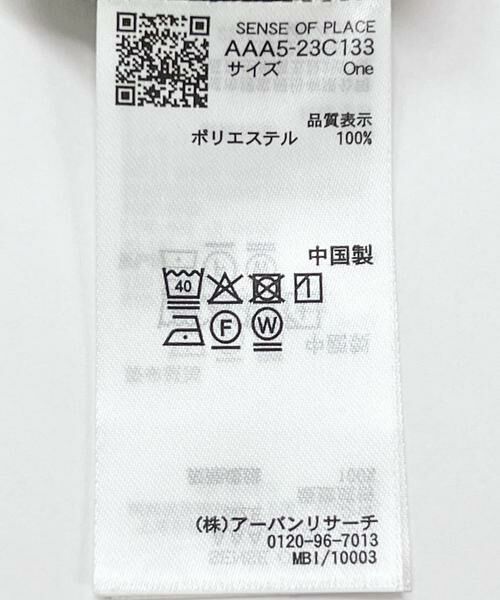 SENSE OF PLACE
AAA5-23C133
サイズ One
品質表示
ポリエステル 100%
中国製
40
F W
(株)アーバンリサーチ
0120-96-7013
MBI/10003